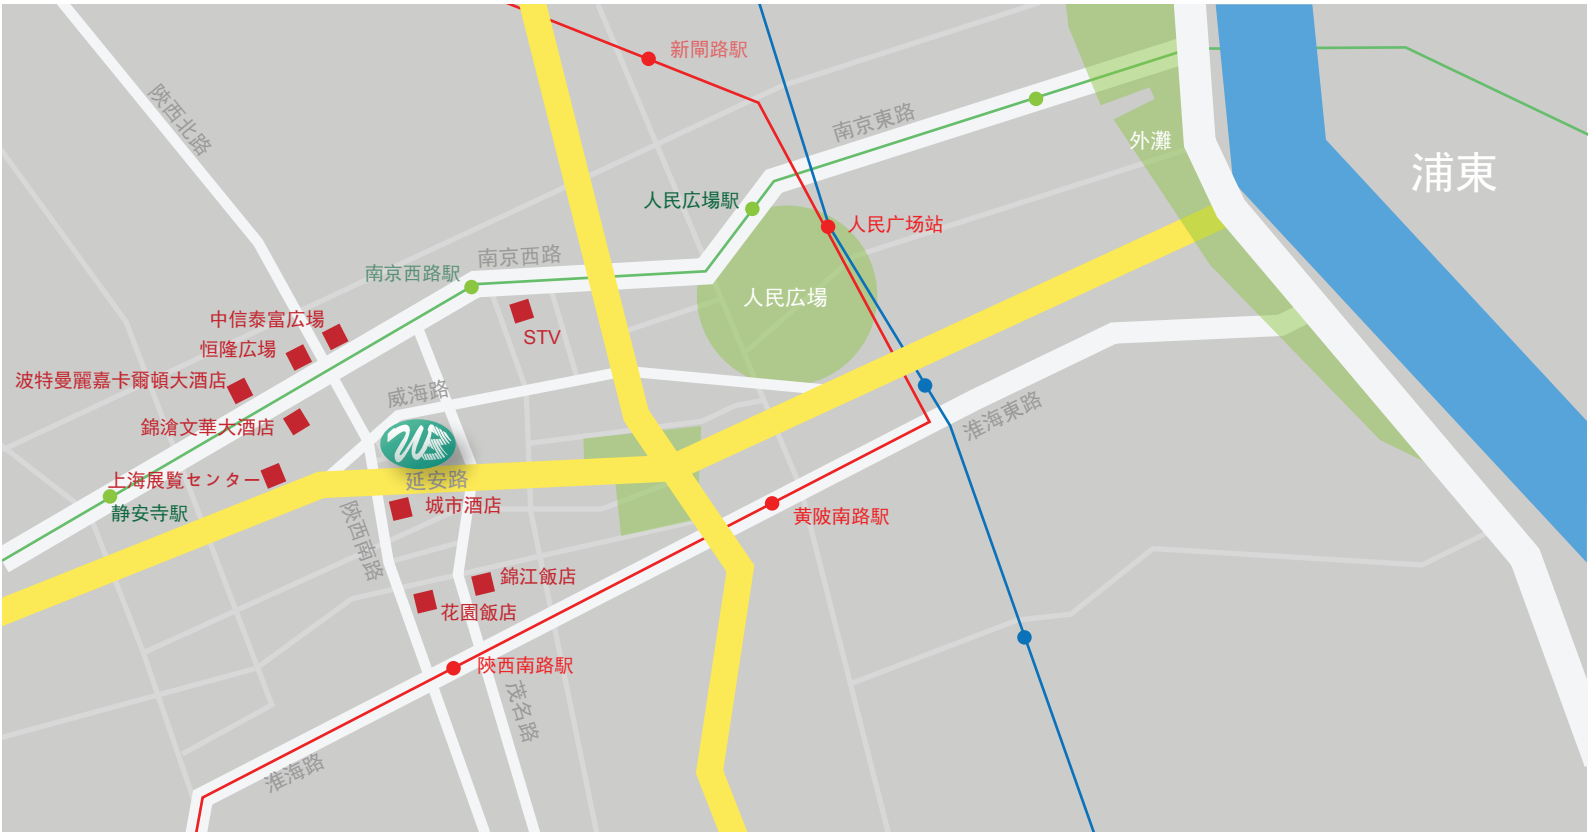 新閘路駅
陝西北路
南京東路
外灘
浦東
人民広場駅
人民广场站
南京西路
南京西路駅
人民広場
中信泰富広場
STV
恒隆広場
波特曼麗嘉卡爾頓大酒店
威海路
錦滄文華大酒店
淮海東路
上海展覧センター
延安路
静安寺駅
城市酒店
陝西南路
黄陂南路駅
錦江飯店
花園飯店
陝西南路駅
茂名路
淮海路